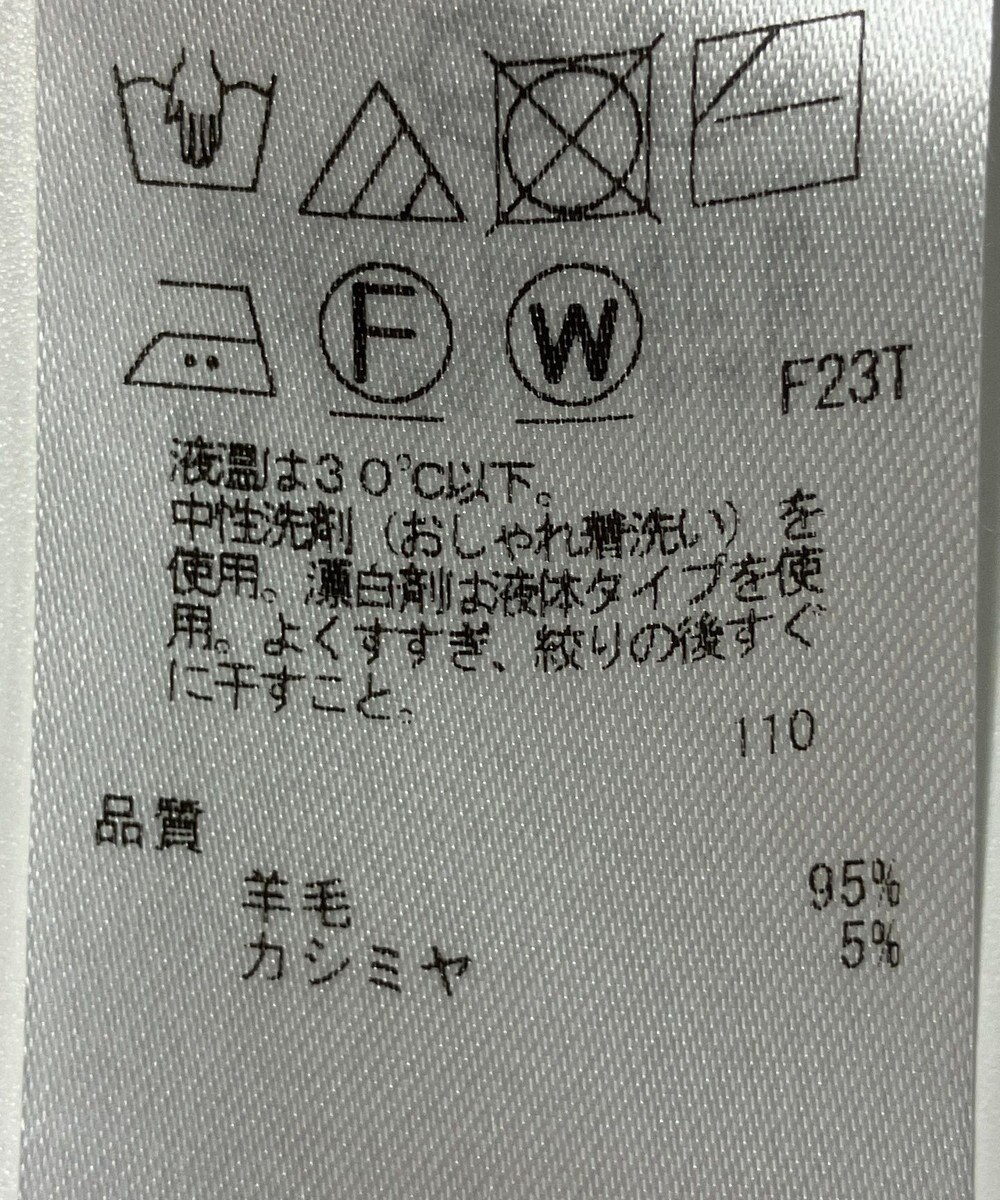 F
W
F23T
液温は30℃以下。
中性洗剤(おしゃれ着洗い)を
使用。漂白剤は液体タイプを使
用。よくすすぎ、絞りの後すぐ
に干すこと。
110
品質
羊毛 95%
カシミヤ 5%